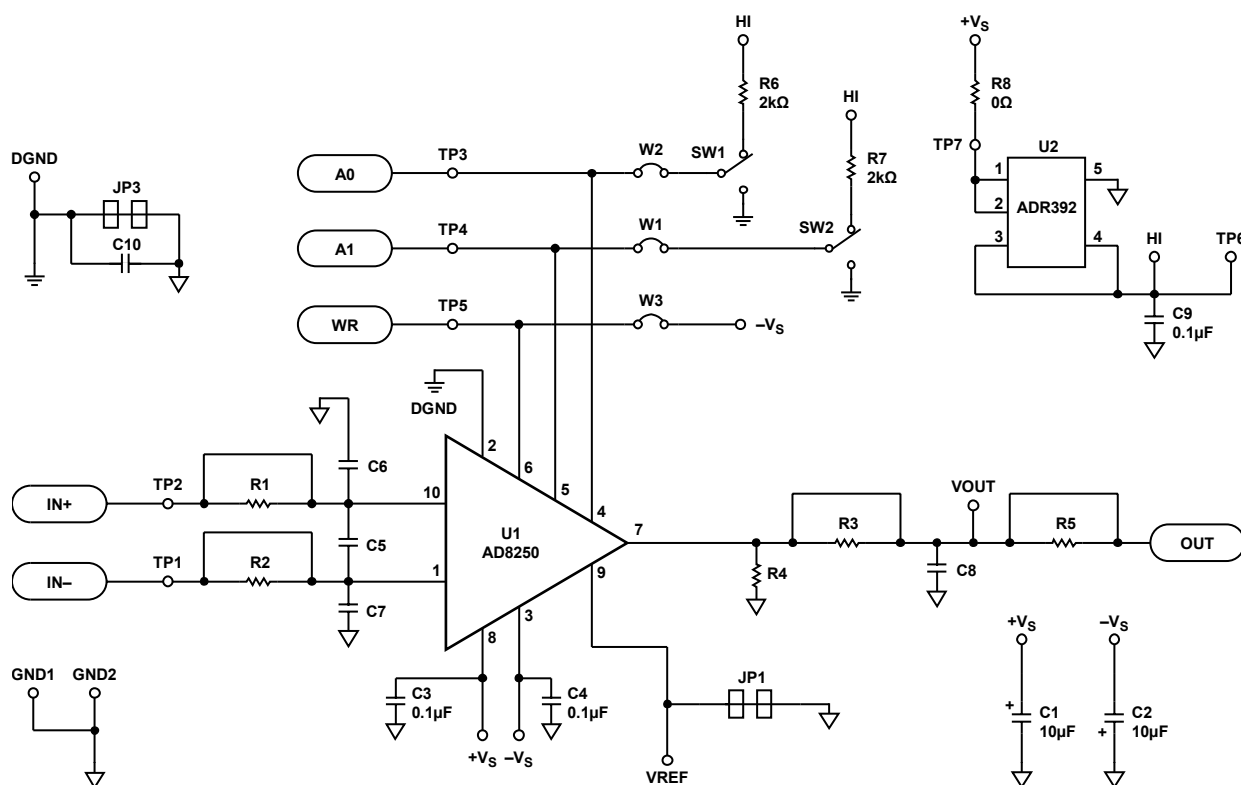 HI
+VS
R6
2kΩ
HI
R8
0Ω
DGND
JP3
C10
A0
TP3
W2
SW1
R7
2kΩ
TP7
U2
1
5
ADR392
2
3
4
A1
TP4
W1
SW2
HI
TP6
WR
TP5
W3
–VS
C9
0.1µF
DGND
2
6
5
4
IN+
TP2
R1
C6
10
U1
AD8250
7
R3
VOUT
R5
OUT
IN–
TP1
R2
C5
C7
1
9
R4
C8
8
3
GND1
GND2
C3
0.1µF
C4
0.1µF
+VS
–VS
JP1
VREF
+VS
–VS
+
C1
10µF
+
C2
10µF